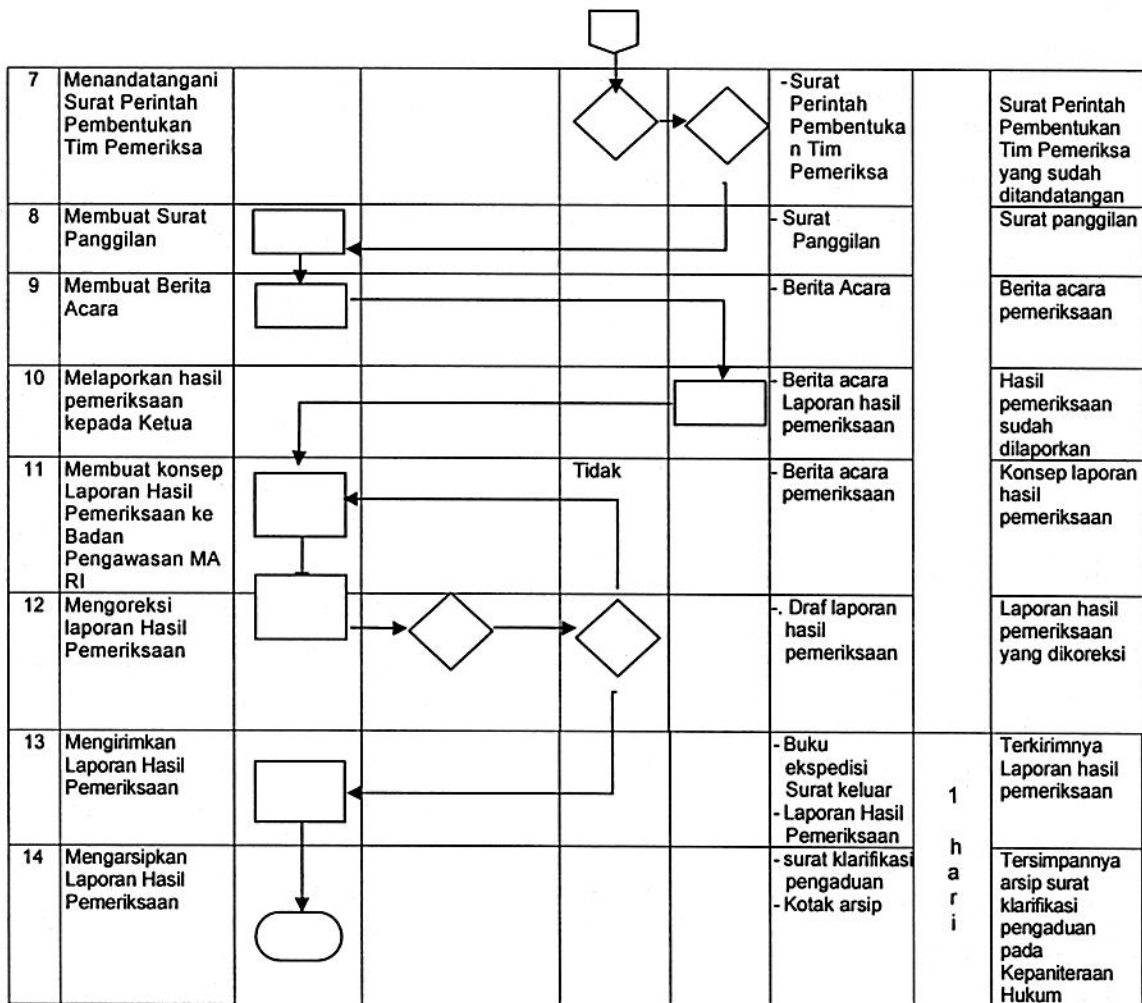 7
Menandatangani
Surat Perintah
Pembentukan
Tim Pemeriksa
- Surat
Perintah
Pembentuka
n Tim
Pemeriksa
Surat Perintah
Pembentukan
Tim Pemeriksa
yang sudah
ditandatangan
8
Membuat Surat
Panggilan
- Surat
Panggilan
Surat panggilan
9
Membuat Berita
Acara
- Berita Acara
Berita acara
pemeriksaan
10
Melaporkan hasil
pemeriksaan
kepada Ketua
- Berita acara
Laporan hasil
pemeriksaan
Hasil
pemeriksaan
sudah
dilaporkan
11
Membuat konsep
Laporan Hasil
Pemeriksaan ke
Badan
Pengawasan MA
RI
Tidak
- Berita acara
pemeriksaan
Konsep laporan
hasil
pemeriksaan
12
Mengoreksi
laporan Hasil
Pemeriksaan
-. Draf laporan
hasil
pemeriksaan
Laporan hasil
pemeriksaan
yang dikoreksi
13
Mengirimkan
Laporan Hasil
Pemeriksaan
- Buku
ekspedisi
Surat keluar
- Laporan Hasil
Pemeriksaan
1
h
a
r
i
Terkirimnya
Laporan hasil
pemeriksaan
14
Mengarsipkan
Laporan Hasil
Pemeriksaan
- surat klarifikasi
pengaduan
- Kotak arsip
Tersimpannya
arsip surat
klarifikasi
pengaduan
pada
Kepaniteraan
Hukum